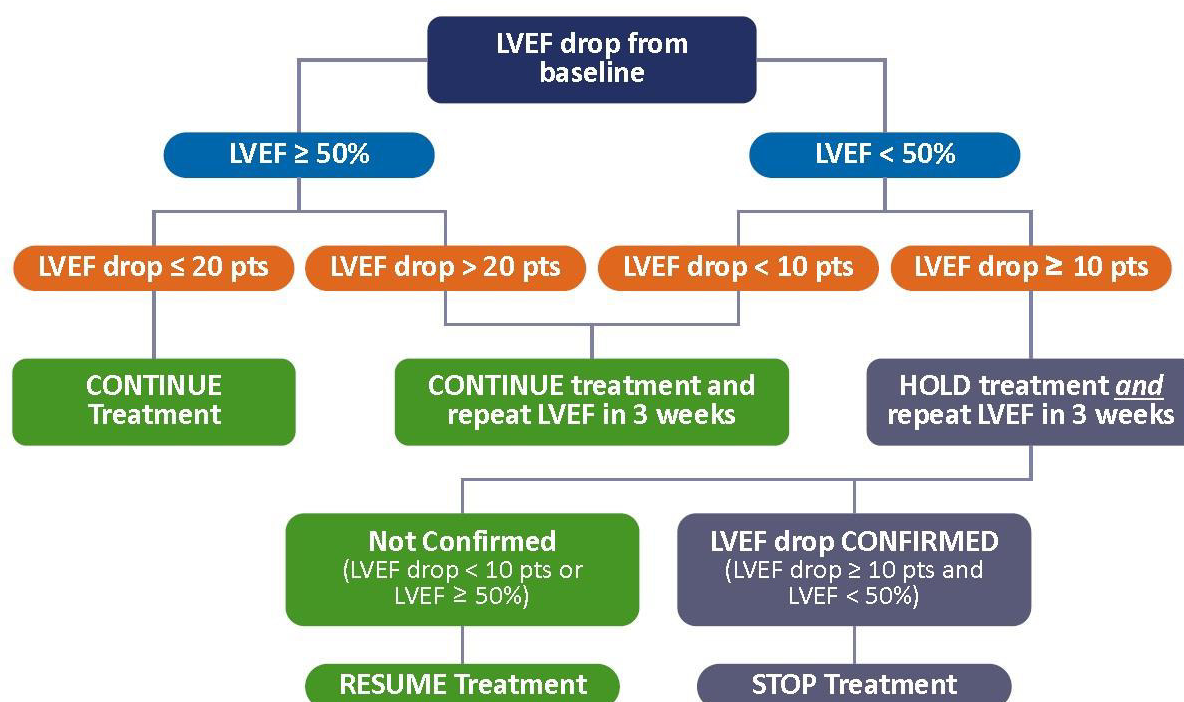 LVEF drop from
baseline
LVEF ≥ 50%
LVEF < 50%
LVEF drop ≤ 20 pts
LVEF drop > 20 pts
LVEF drop < 10 pts
LVEF drop ≥ 10 pts
CONTINUE
Treatment
CONTINUE treatment and
repeat LVEF in 3 weeks
HOLD treatment and
repeat LVEF in 3 weeks
Not Confirmed
(LVEF drop < 10 pts or
LVEF ≥ 50%)
LVEF drop CONFIRMED
(LVEF drop ≥ 10 pts and
LVEF < 50%)
RESUME Treatment
STOP Treatment